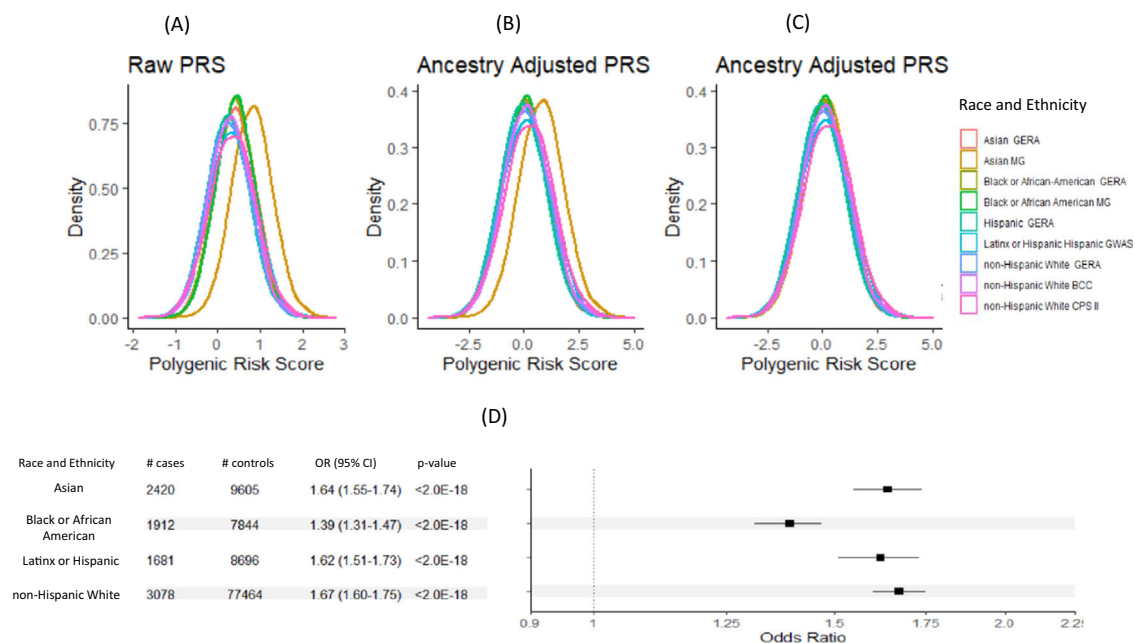 (A)
(B)
(C)
Raw PRS
Ancestry Adjusted PRS
Ancestry Adjusted PRS
Density
0.75
0.50
0.25
0.00
-2
-1
0
1
2
3
Polygenic Risk Score
Density
0.4
0.3
0.2
0.1
0.0
-2.5
0.0
2.5
5.0
Polygenic Risk Score
Density
0.4
0.3
0.2
0.1
0.0
-2.5
0.0
2.5
5.0
Polygenic Risk Score
Race and Ethnicity
Asian GERA
Asian MG
Black or African-American GERA
Black or African American MG
Hispanic GERA
Latinx or Hispanic Hispanic GWAS
non-Hispanic White GERA
non-Hispanic White BCC
non-Hispanic White CPS II
(D)
Race and Ethnicity # cases # controls OR (95% CI) p-value
Asian 2420 9605 1.64 (1.55-1.74) <2.0E-18
Black or African
American 1912 7844 1.39 (1.31-1.47) <2.0E-18
Latinx or Hispanic 1681 8696 1.62 (1.51-1.73) <2.0E-18
non-Hispanic White 3078 77464 1.67 (1.60-1.75) <2.0E-18
0.9 1 1.25 1.5 1.75 2.0 2.25
Odds Ratio